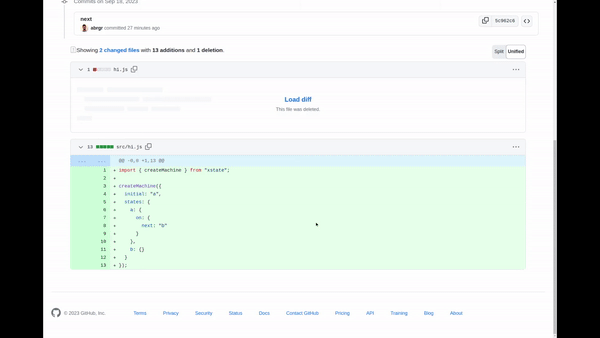 Commits on Sep 18, 2023
next
abrgr committed 27 minutes ago
5c962c6
Showing 2 changed files with 13 additions and 1 deletion.
Split Unified
1 hi.js
Load diff
This file was deleted.
13 src/hi.js
@@ -0,0 +1,13 @@
1 + import { createMachine } from "xstate";
2 +
3 + createMachine({
4 + initial: "a",
5 + states: {
6 + a: {
7 + on: {
8 + next: "b"
9 + }
10 + },
11 + b: {}
12 + }
13 + });
© 2023 GitHub, Inc. Terms Privacy Security Status Docs Contact GitHub Pricing API Training Blog About